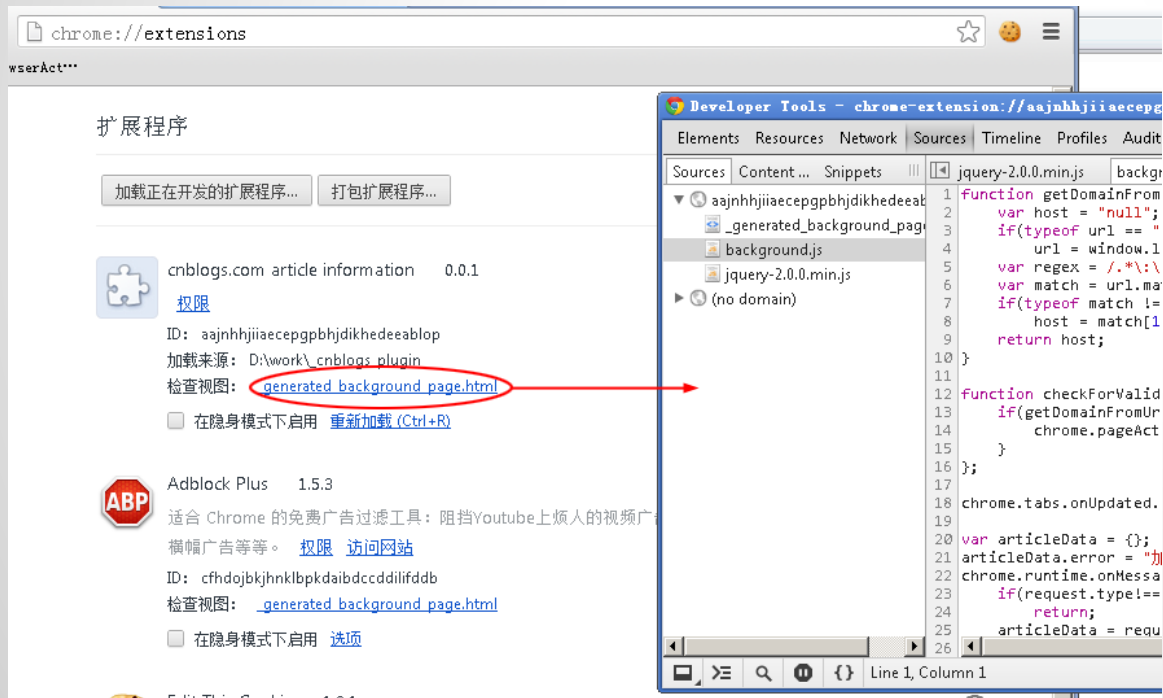 chrome://extensions
wserAct…
扩展程序
加载正在开发的扩展程序...
打包扩展程序...
cnblogs.com article information 0.0.1
权限
ID: aajnhhjiiaecepgpbhjdikhedeeablop
加载来源: D:\work\_cnblogs_plugin
检查视图: _generated_background_page.html
在隐身模式下启用 重新加载 (Ctrl+R)
ABP
Adblock Plus 1.5.3
适合 Chrome 的免费广告过滤工具: 阻挡Youtube上烦人的视频广
横幅广告等等。 权限 访问网站
ID: cfhdojbkjhnklbpkdaibdccddilifddb
检查视图: _generated_background_page.html
在隐身模式下启用 选项
Developer Tools - chrome-extension://aajnhhjiiaecepg
Elements Resources Network Sources Timeline Profiles Audit
Sources Content ... Snippets
jquery-2.0.0.min.js backgr
aajnhhjiiaecepgpbhjdikhedeeab
_generated_background_pag
background.js
jquery-2.0.0.min.js
(no domain)
1 function getDomainFrom
2 var host = "null";
3 if(typeof url == "
4 url = window.l
5 var regex = /.*\:\
6 var match = url.ma
7 if(typeof match !=
8 host = match[1
9 return host;
10 }
11
12 function checkForValid
13 if(getDomainFromUr
14 chrome.pageAct
15 }
16 };
17
18 chrome.tabs.onUpdated.
19
20 var articleData = {};
21 articleData.error = "加
22 chrome.runtime.onMessa
23 if(request.type!==
24 return;
25 articleData = requ
26
{} Line 1, Column 1